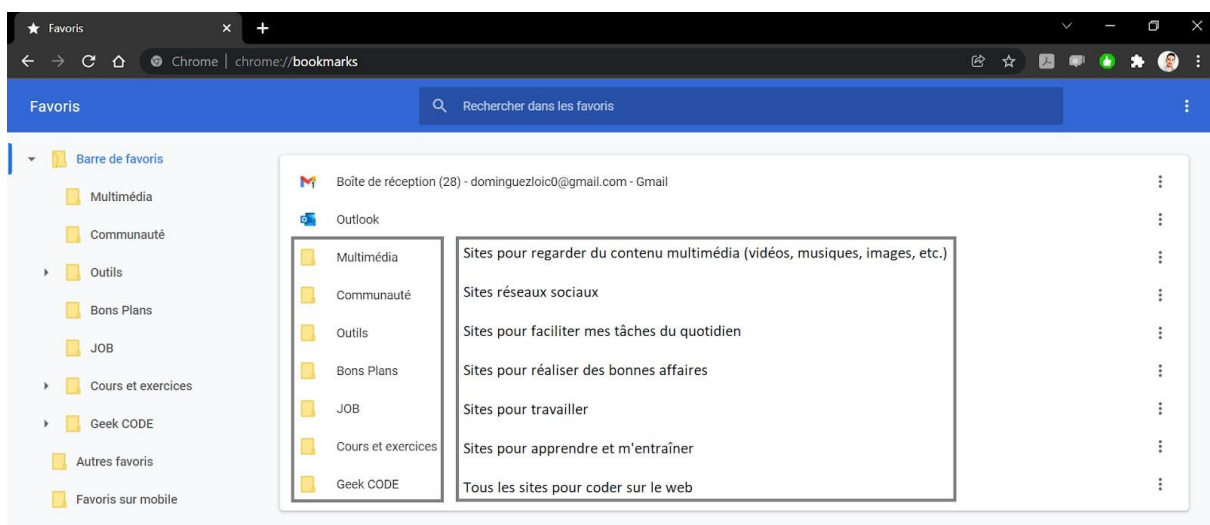 Favoris
Chrome | chrome://bookmarks
Favoris
Rechercher dans les favoris
Barre de favoris
Multimédia
Communauté
Outils
Bons Plans
JOB
Cours et exercices
Geek CODE
Autres favoris
Favoris sur mobile
Boîte de réception (28) - dominguezloic0@gmail.com - Gmail
Outlook
Multimédia
Sites pour regarder du contenu multimédia (vidéos, musiques, images, etc.)
Communauté
Sites réseaux sociaux
Outils
Sites pour faciliter mes tâches du quotidien
Bons Plans
Sites pour réaliser des bonnes affaires
JOB
Sites pour travailler
Cours et exercices
Sites pour apprendre et m'entraîner
Geek CODE
Tous les sites pour coder sur le web